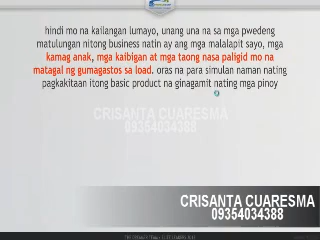 hindi mo na kailangan lumayo, unang una na sa mga pwedeng
matulungan nitong business natin ay ang mga malalapit sayo, mga
kamag anak, mga kaibigan at mga taong nasa paligid mo na
matagal ng gumagastos sa load. oras na para simulan naman nating
pagkakitaan itong basic product na ginagamit nating mga pinoy
CRISANTA CUARESMA
09354034388
CRISANTA CUARESMA
09354034388